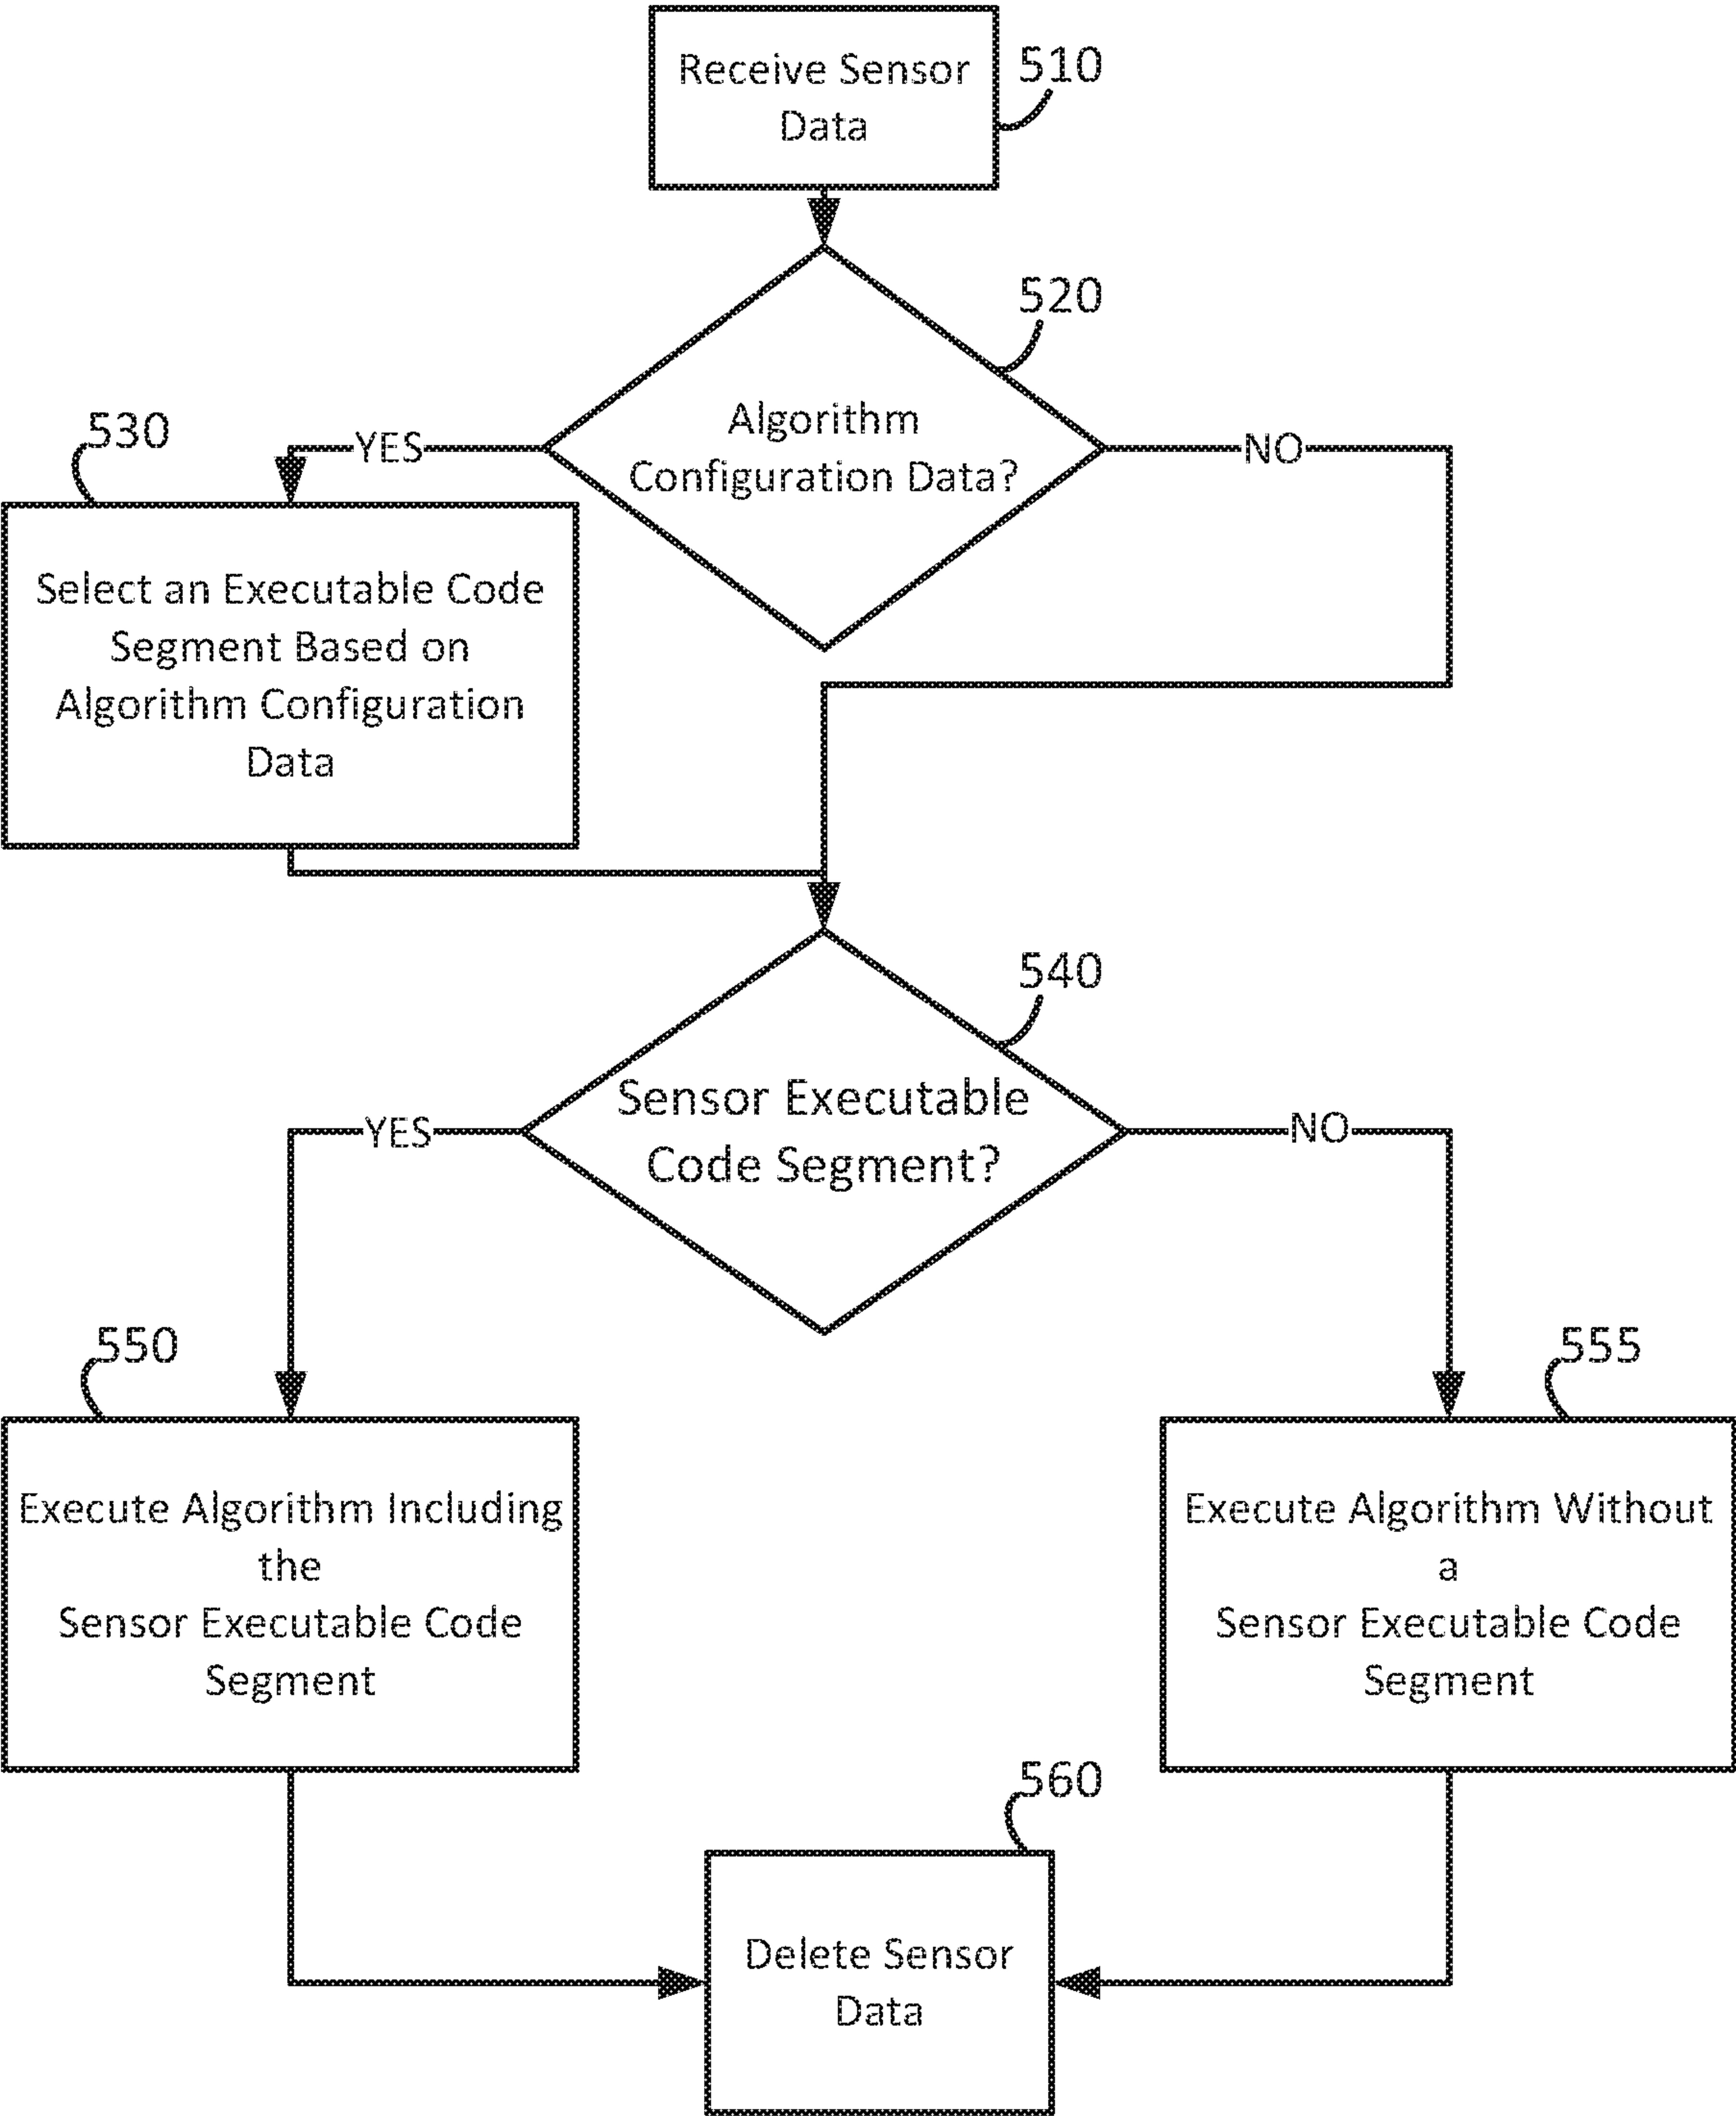 Receive Sensor
Data
510
520
Algorithm
Configuration Data?
YES
NO
530
Select an Executable Code
Segment Based on
Algorithm Configuration
Data
540
Sensor Executable
Code Segment?
YES
NO
550
Execute Algorithm Including
the
Sensor Executable Code
Segment
555
Execute Algorithm Without
a
Sensor Executable Code
Segment
560
Delete Sensor
Data